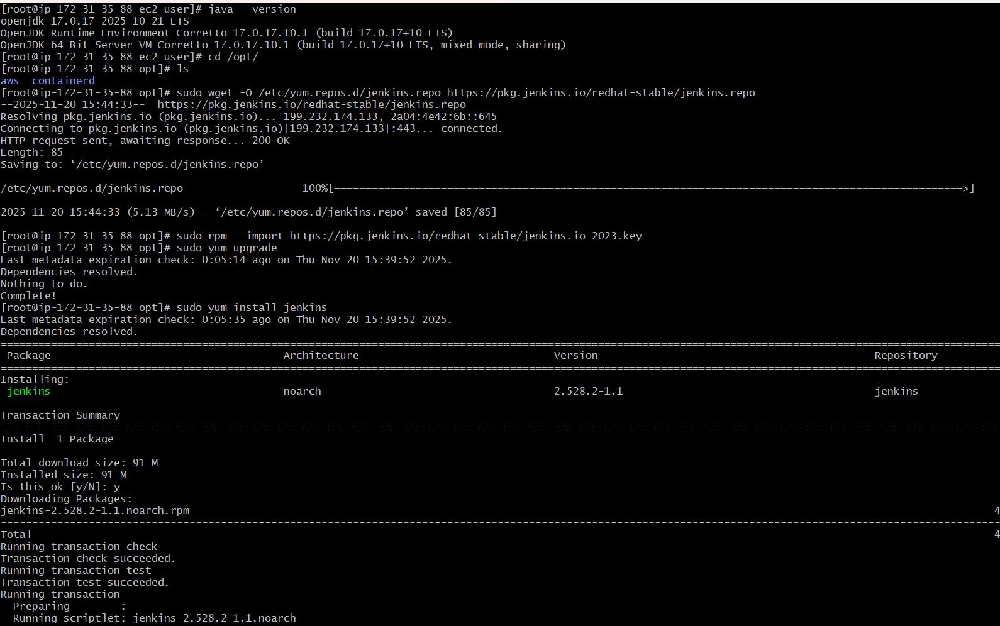 [root@ip-172-31-35-88 ec2-user]# java --version
openjdk 17.0.17 2025-10-21 LTS
OpenJDK Runtime Environment Corretto-17.0.17.10.1 (build 17.0.17+10-LTS)
OpenJDK 64-Bit Server VM Corretto-17.0.17.10.1 (build 17.0.17+10-LTS, mixed mode, sharing)
[root@ip-172-31-35-88 ec2-user]# cd /opt/
[root@ip-172-31-35-88 opt]# ls
aws  containerd
[root@ip-172-31-35-88 opt]# sudo wget -O /etc/yum.repos.d/jenkins.repo https://pkg.jenkins.io/redhat-stable/jenkins.repo
--2025-11-20 15:44:33--  https://pkg.jenkins.io/redhat-stable/jenkins.repo
Resolving pkg.jenkins.io (pkg.jenkins.io)... 199.232.174.133, 2a04:4e42:6b::645
Connecting to pkg.jenkins.io (pkg.jenkins.io)|199.232.174.133|:443... connected.
HTTP request sent, awaiting response... 200 OK
Length: 85
Saving to: ‘/etc/yum.repos.d/jenkins.repo’
/etc/yum.repos.d/jenkins.repo                   100%[====================================================================================================>]
2025-11-20 15:44:33 (5.13 MB/s) - ‘/etc/yum.repos.d/jenkins.repo’ saved [85/85]
[root@ip-172-31-35-88 opt]# sudo rpm --import https://pkg.jenkins.io/redhat-stable/jenkins.io-2023.key
[root@ip-172-31-35-88 opt]# sudo yum upgrade
Last metadata expiration check: 0:05:14 ago on Thu Nov 20 15:39:52 2025.
Dependencies resolved.
Nothing to do.
Complete!
[root@ip-172-31-35-88 opt]# sudo yum install jenkins
Last metadata expiration check: 0:05:35 ago on Thu Nov 20 15:39:52 2025.
Dependencies resolved.
Package Architecture Version Repository
Installing:
jenkins noarch 2.528.2-1.1 jenkins
Transaction Summary
Install  1 Package
Total download size: 91 M
Installed size: 91 M
Is this ok [y/N]: y
Downloading Packages:
jenkins-2.528.2-1.1.noarch.rpm 4
Total 4
Running transaction check
Transaction check succeeded.
Running transaction test
Transaction test succeeded.
Running transaction
Preparing        :
Running scriptlet: jenkins-2.528.2-1.1.noarch